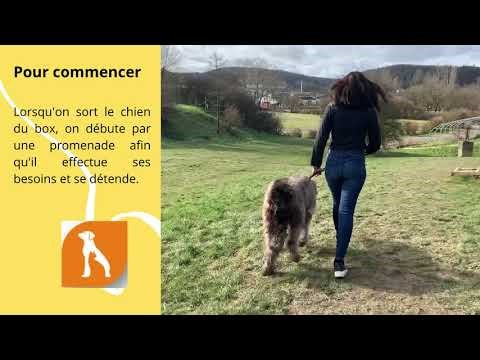 Pour commencer
Lorsqu'on sort le chien
du box, on débute par
une promenade afin
qu'il effectue ses
besoins et se détende.